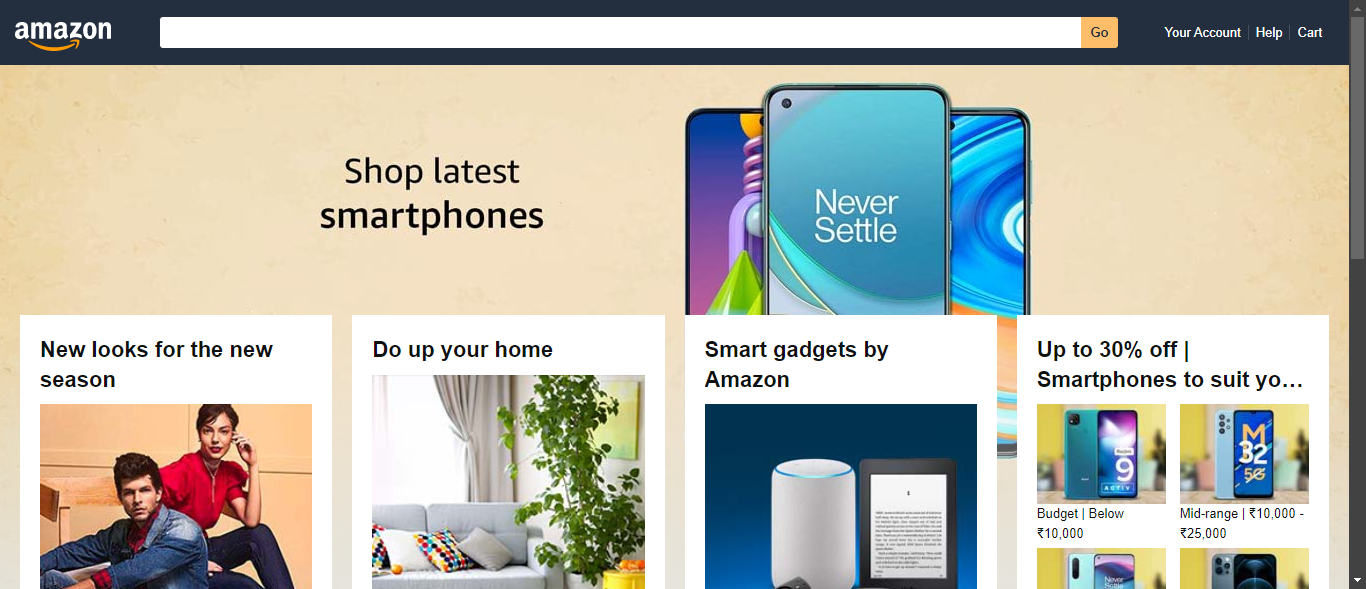 amazon
Go
Your Account
Help
Cart
Shop latest
smartphones
Never
Settle
New looks for the new
season
Do up your home
Smart gadgets by
Amazon
Up to 30% off |
Smartphones to suit yo…
Redmi
9
ACTIV
M
32
5G
Budget | Below
₹10,000
Mid-range | ₹10,000 -
₹25,000
Never
Settle